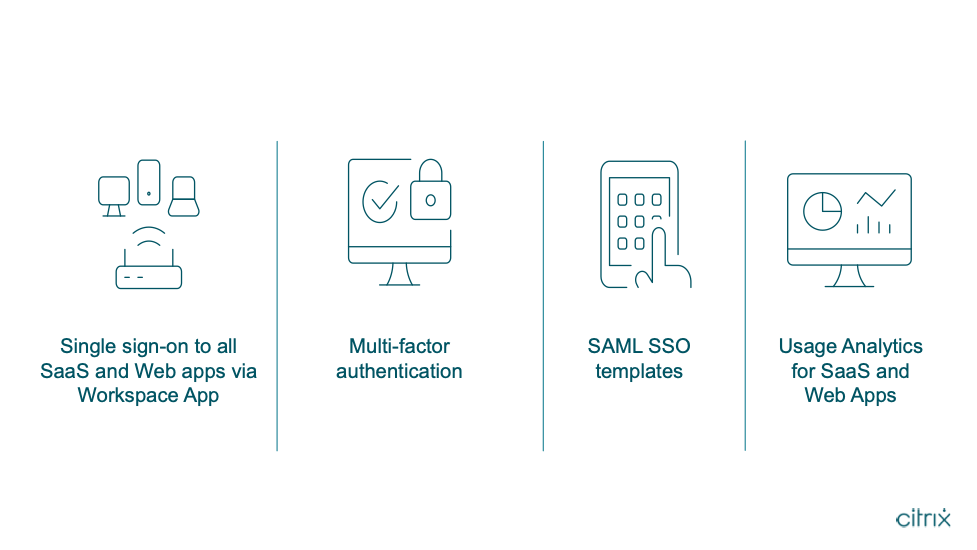 Single sign-on to all
SaaS and Web apps via
Workspace App
Multi-factor
authentication
SAML SSO
templates
Usage Analytics
for SaaS and
Web Apps
citrix